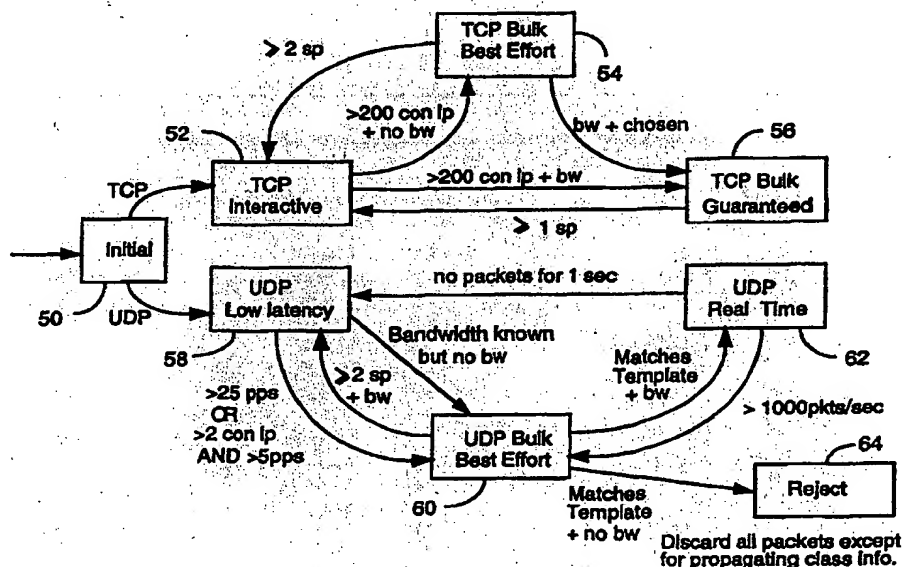 TCP Bulk
Best Effort
54
⩾ 2 sp
>200 con lp
+ no bw
bw + chosen
52
56
TCP
TCP
Interactive
>200 con lp + bw
TCP Bulk
Guaranteed
⩾ 1 sp
Initial
50
UDP
no packets for 1 sec
UDP
Low latency
58
UDP
Real Time
62
Bandwidth known
but no bw
⩾2 sp
+ bw
Matches
Template
+ bw
>25 pps
OR
>2 con lp
AND >5pps
> 1000pkts/sec
UDP Bulk
Best Effort
60
64
Reject
Matches
Template
+ no bw
Discard all packets except
for propagating class info.